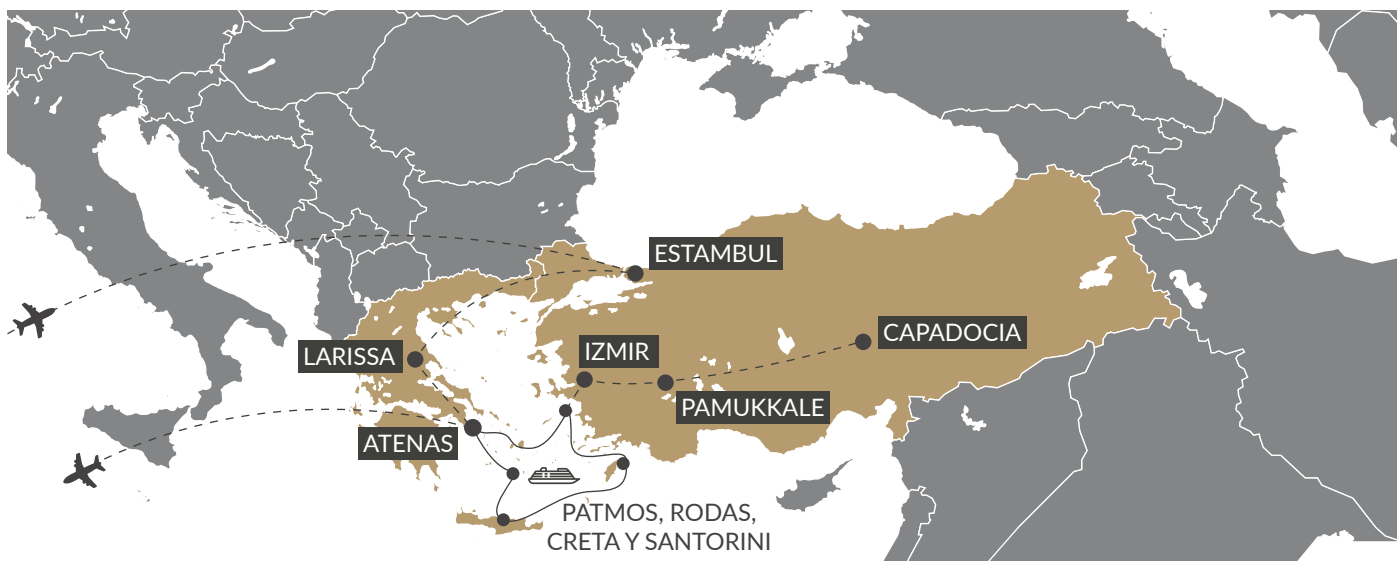 ESTAMBUL
CAPADOCIA
IZMIR
LARISSA
PAMUKKALE
ATENAS
PATMOS, RODAS,
CRETA Y SANTORINI